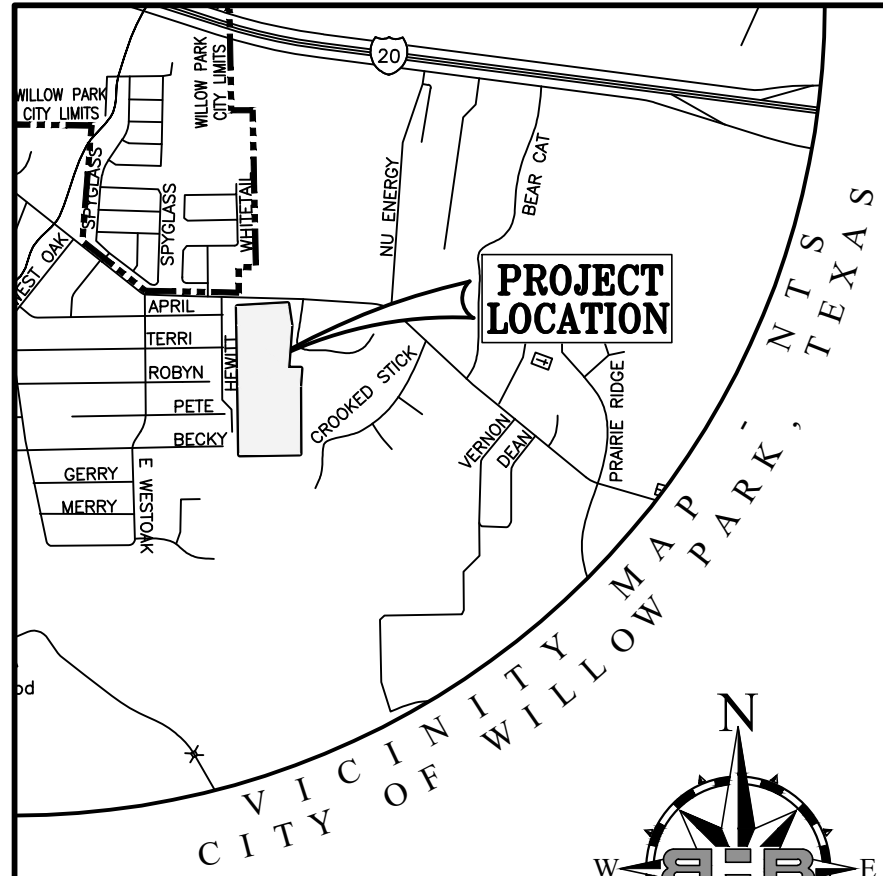 20
WILLOW PARK
CITY LIMITS
WILLOW PARK
CITY LIMITS
SPYGLASS
SPYGLASS
WHITETAIL
NU ENERGY
BEAR CAT
WEST OAK
PROJECT
LOCATION
APRIL
TERRI
ROBYN
PETE
BECKY
GERRY
MERRY
HEWITT
E WESTOAK
CROOKED STICK
VERNON
DEAN
PRAIRIE RIDGE
VICINITY MAP - NTS
CITY OF WILLOW PARK, TEXAS
N
W
E